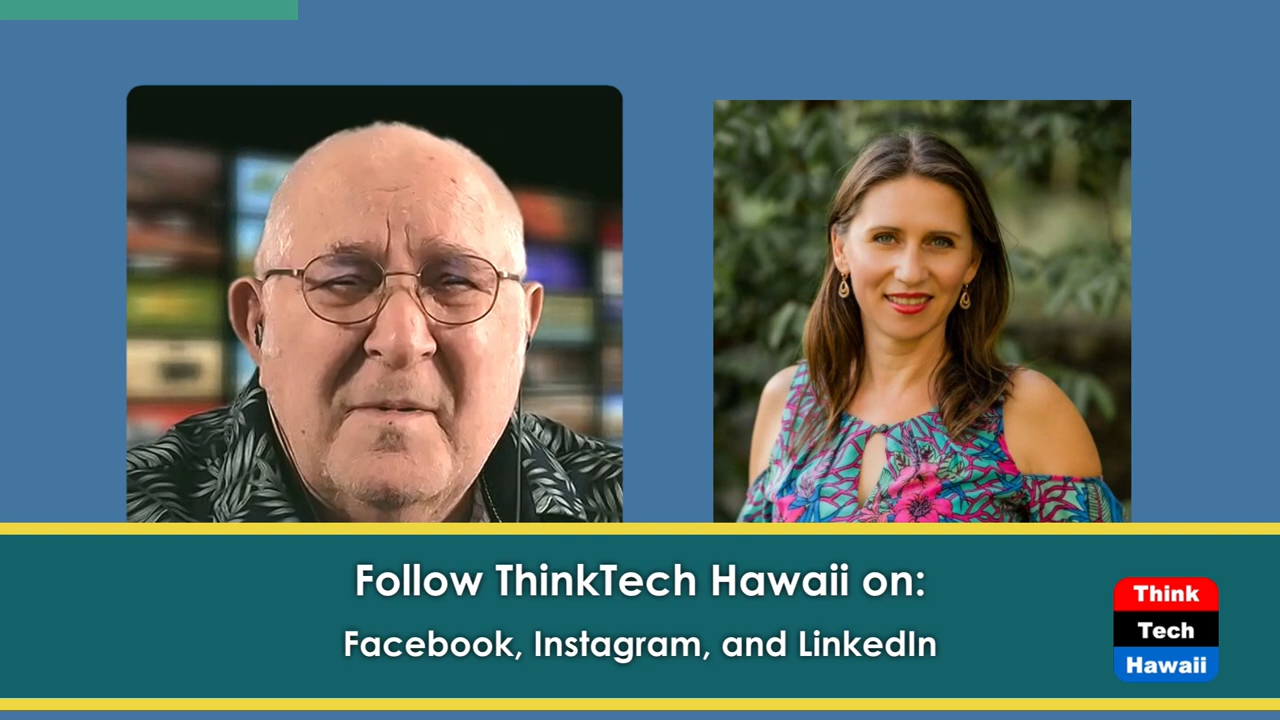 Follow ThinkTech Hawaii on:
Facebook, Instagram, and LinkedIn
Think
Tech
Hawaii